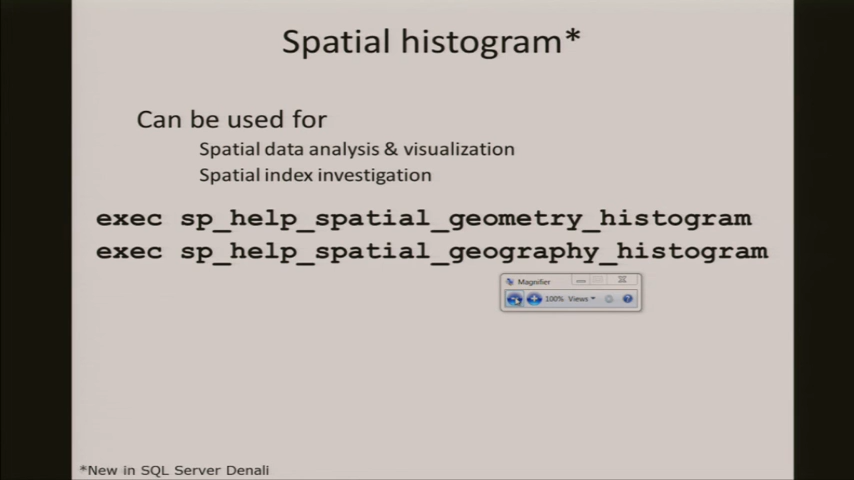 Spatial histogram*
Can be used for
Spatial data analysis & visualization
Spatial index investigation
exec sp_help_spatial_geometry_histogram
exec sp_help_spatial_geography_histogram
Magnifier
100% Views
*New in SQL Server Denali